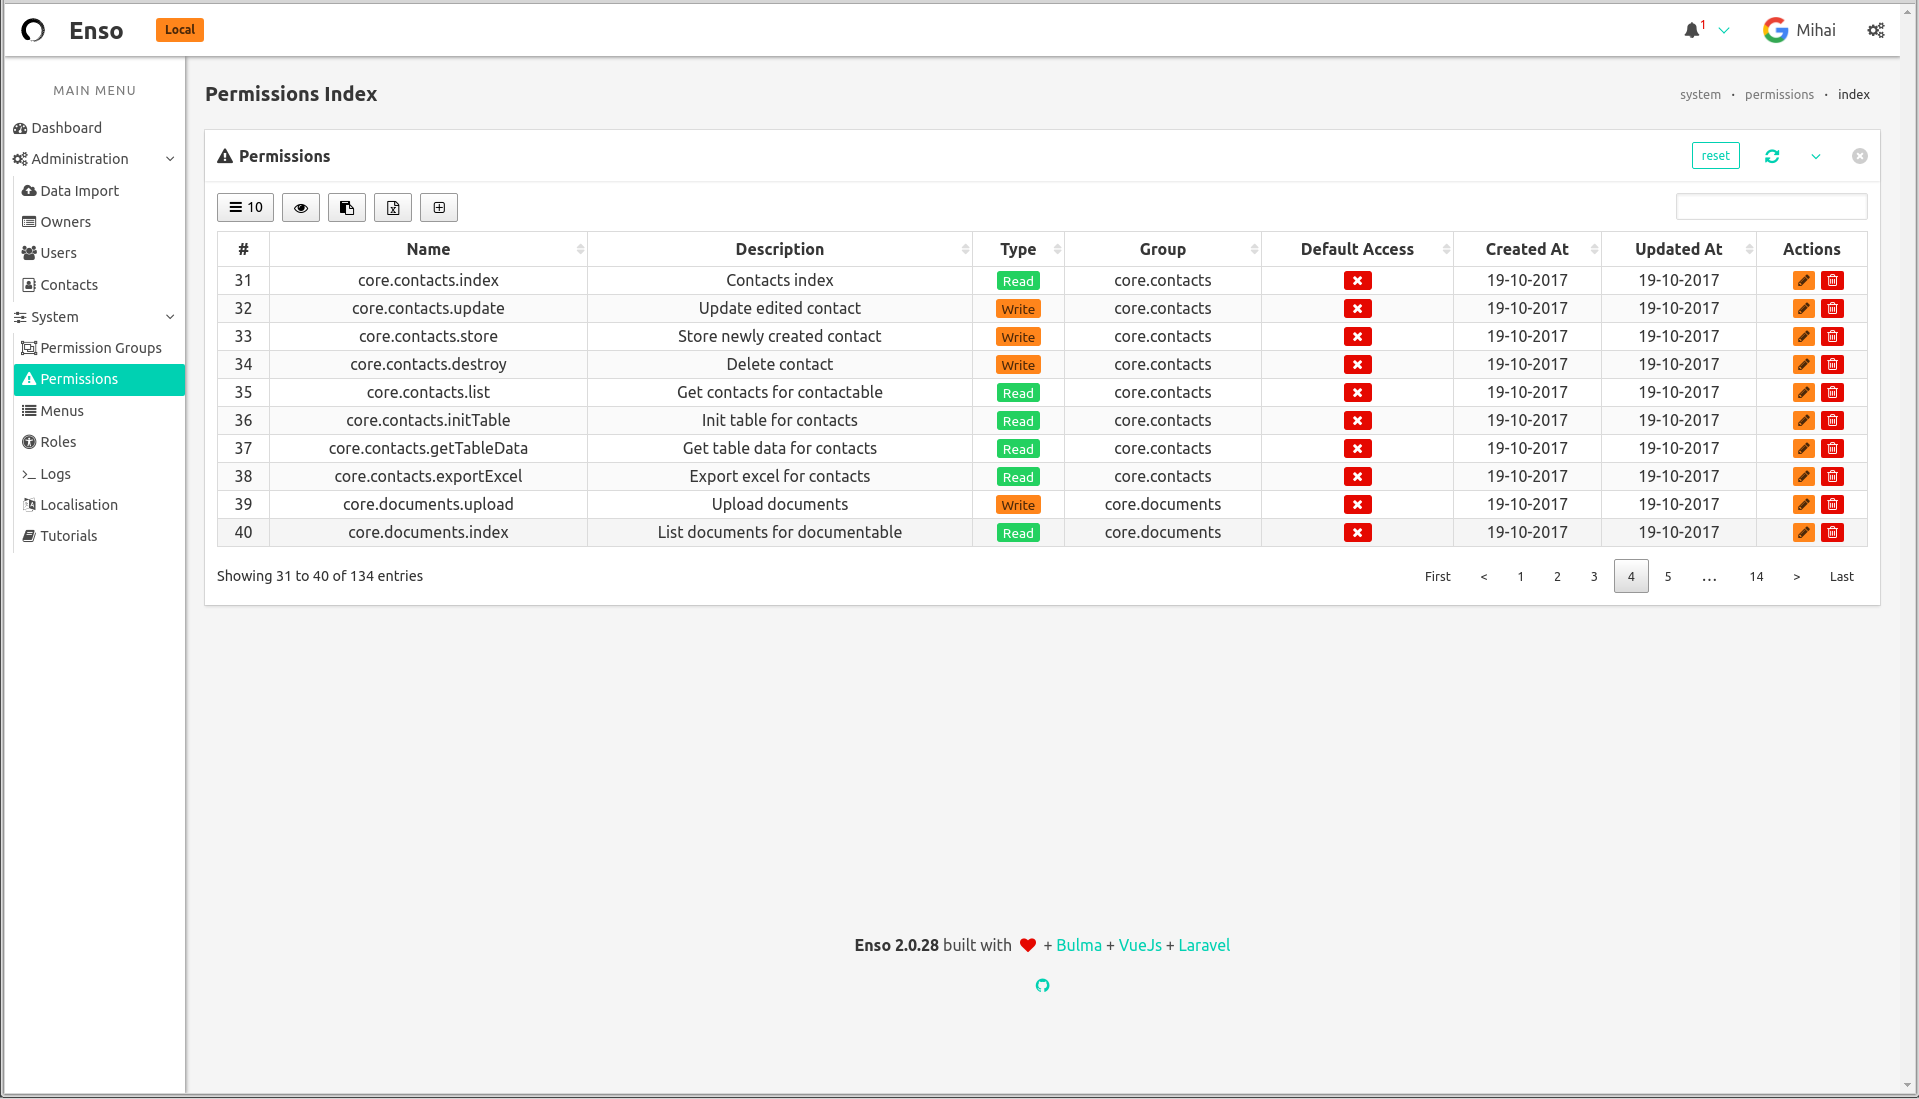 Enso Local 1 Mihai
MAIN MENU
Dashboard
Administration
Data Import
Owners
Users
Contacts
System
Permission Groups
Permissions
Menus
Roles
Logs
Localisation
Tutorials
Permissions Index
system · permissions · index
Permissions
reset
10
# Name Description Type Group Default Access Created At Updated At Actions
31 core.contacts.index Contacts index Read core.contacts 19-10-2017 19-10-2017
32 core.contacts.update Update edited contact Write core.contacts 19-10-2017 19-10-2017
33 core.contacts.store Store newly created contact Write core.contacts 19-10-2017 19-10-2017
34 core.contacts.destroy Delete contact Write core.contacts 19-10-2017 19-10-2017
35 core.contacts.list Get contacts for contactable Read core.contacts 19-10-2017 19-10-2017
36 core.contacts.initTable Init table for contacts Read core.contacts 19-10-2017 19-10-2017
37 core.contacts.getTableData Get table data for contacts Read core.contacts 19-10-2017 19-10-2017
38 core.contacts.exportExcel Export excel for contacts Read core.contacts 19-10-2017 19-10-2017
39 core.documents.upload Upload documents Write core.documents 19-10-2017 19-10-2017
40 core.documents.index List documents for documentable Read core.documents 19-10-2017 19-10-2017
Showing 31 to 40 of 134 entries
First < 1 2 3 4 5 ... 14 > Last
Enso 2.0.28 built with + Bulma + VueJs + Laravel